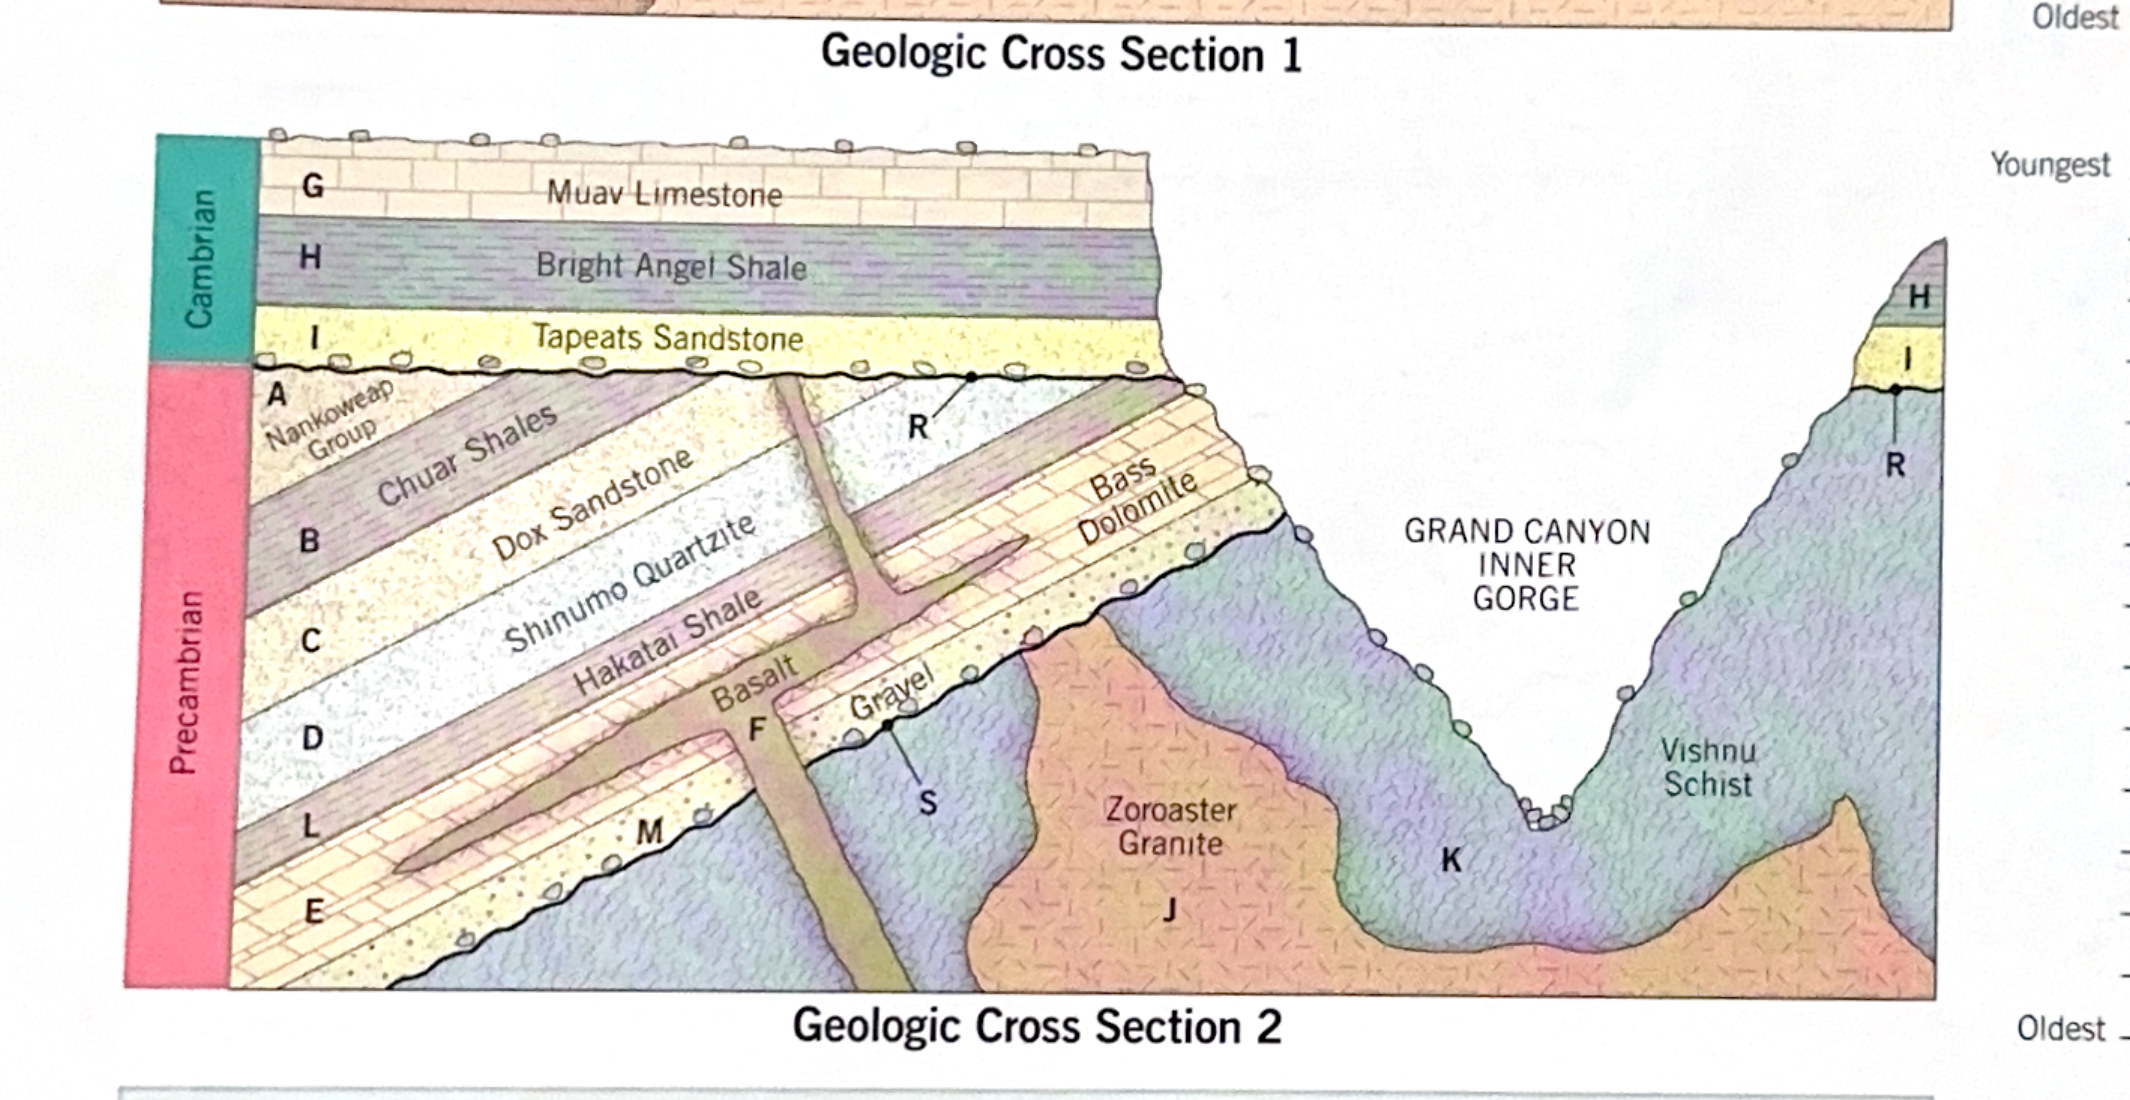 Oldest
Geologic Cross Section 1
Youngest
Cambrian
G
Muav Limestone
H
Bright Angel Shale
H
I
Tapeats Sandstone
I
Precambrian
A
Nankoweap
Group
R
R
B
Chuar Shales
C
Dox Sandstone
D
Shinumo Quartzite
L
Hakatai Shale
E
Bass
Dolomite
Basalt
F
Gravel
M
S
GRAND CANYON
INNER
GORGE
Vishnu
Schist
K
Zoroaster
Granite
J
Geologic Cross Section 2
Oldest